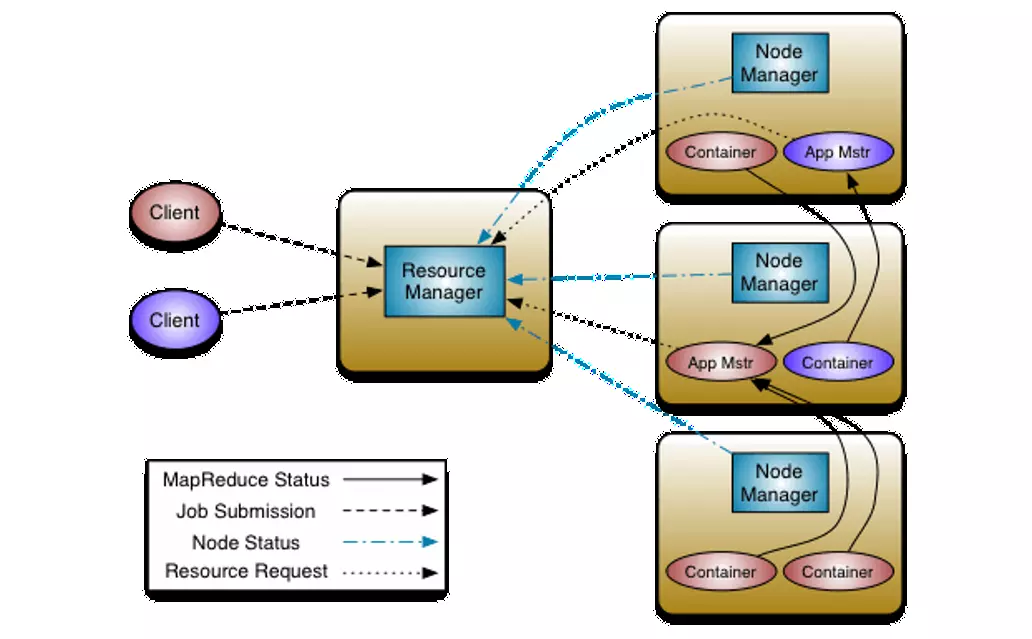 Node
Manager
Container
App Mstr
Client
Resource
Manager
Client
Node
Manager
App Mstr
Container
Node
Manager
Container
Container
MapReduce Status
Job Submission
Node Status
Resource Request